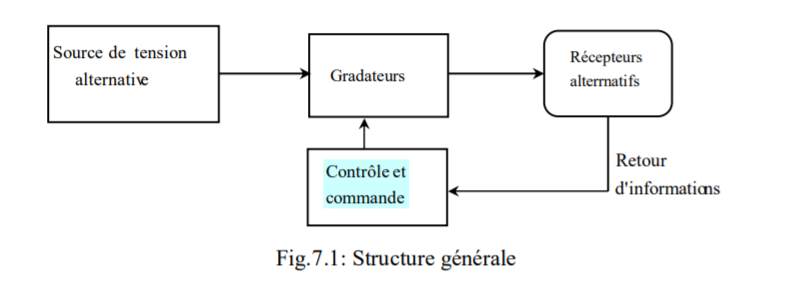 Source de tension
alternative
Gradateurs
Récepteurs
alterrnatifs
Contrôle et
commande
Retour
d'informations
Fig.7.1: Structure générale